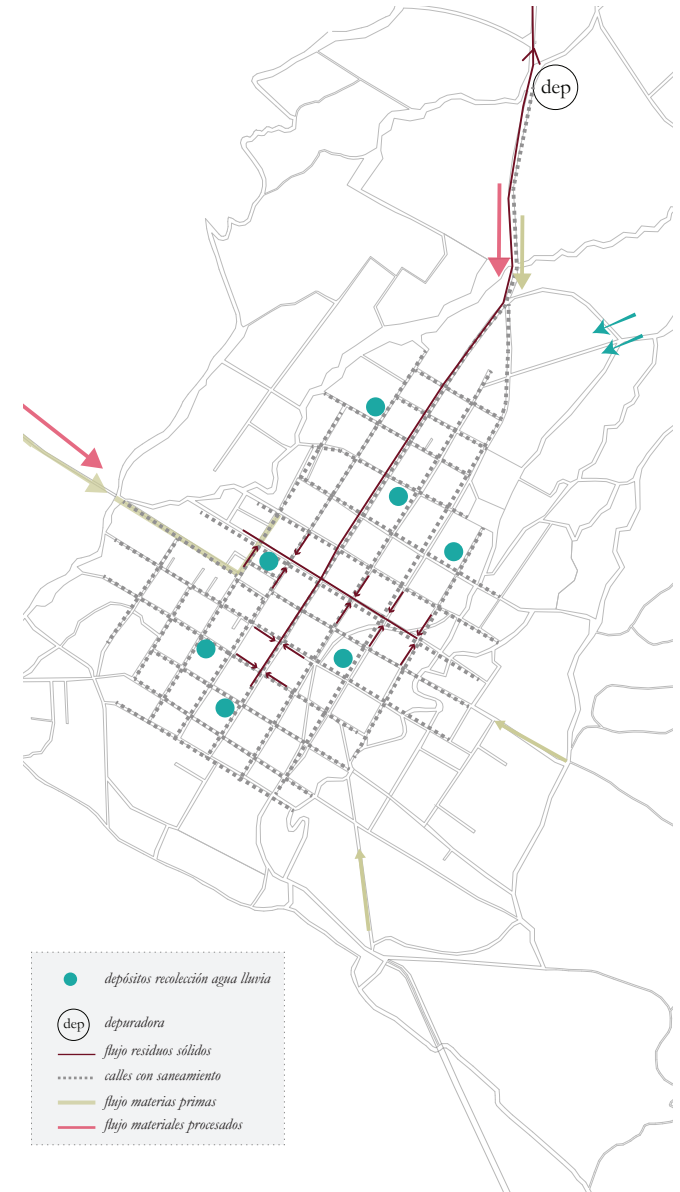 dep
depósitos recolección agua lluvia
dep
depuradora
flujo residuos sólidos
calles con saneamiento
flujo materias primas
flujo materiales procesados